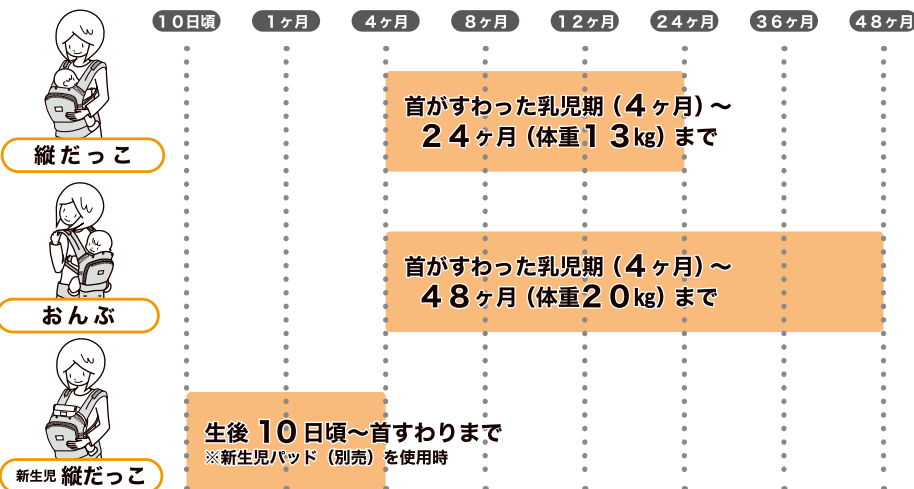 10日頃 1ヶ月 4ヶ月 8ヶ月 12ヶ月 24ヶ月 36ヶ月 48ヶ月
首がすわった乳児期（4ヶ月）〜
24ヶ月（体重13kg）まで
縦だっこ
首がすわった乳児期（4ヶ月）〜
48ヶ月（体重20kg）まで
おんぶ
生後10日頃〜首すわりまで
※新生児パッド（別売）を使用時
新生児 縦だっこ